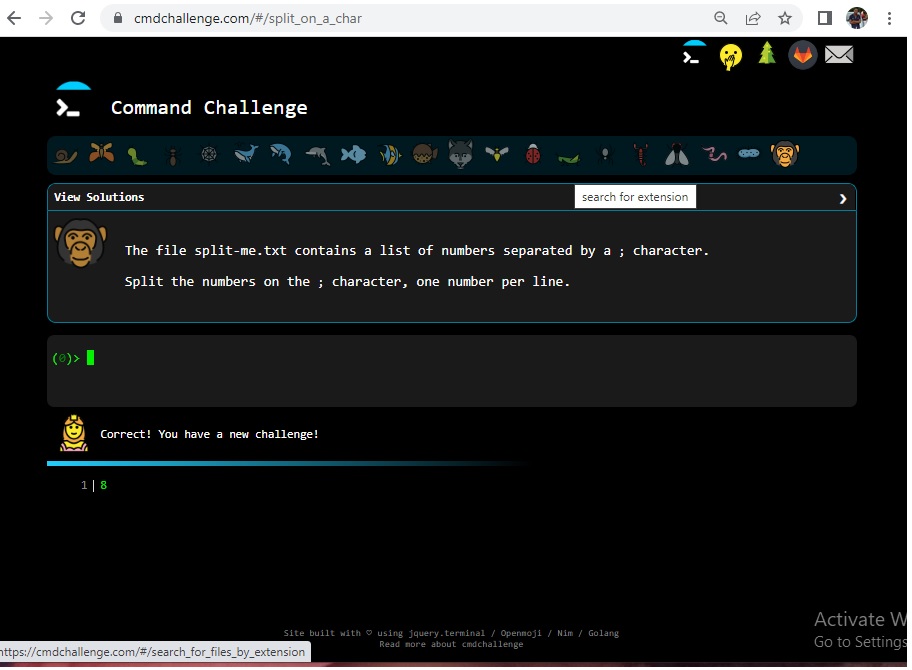 cmdchallenge.com/#/split_on_a_char
Command Challenge
View Solutions
search for extension
The file split-me.txt contains a list of numbers separated by a ; character.
Split the numbers on the ; character, one number per line.
(0)>
Correct! You have a new challenge!
1| 8
Site built with ♡ using jquery.terminal / Openmoji / Nim / Golang
Read more about cmdchallenge
Activate W
Go to Settings
https://cmdchallenge.com/#/search_for_files_by_extension